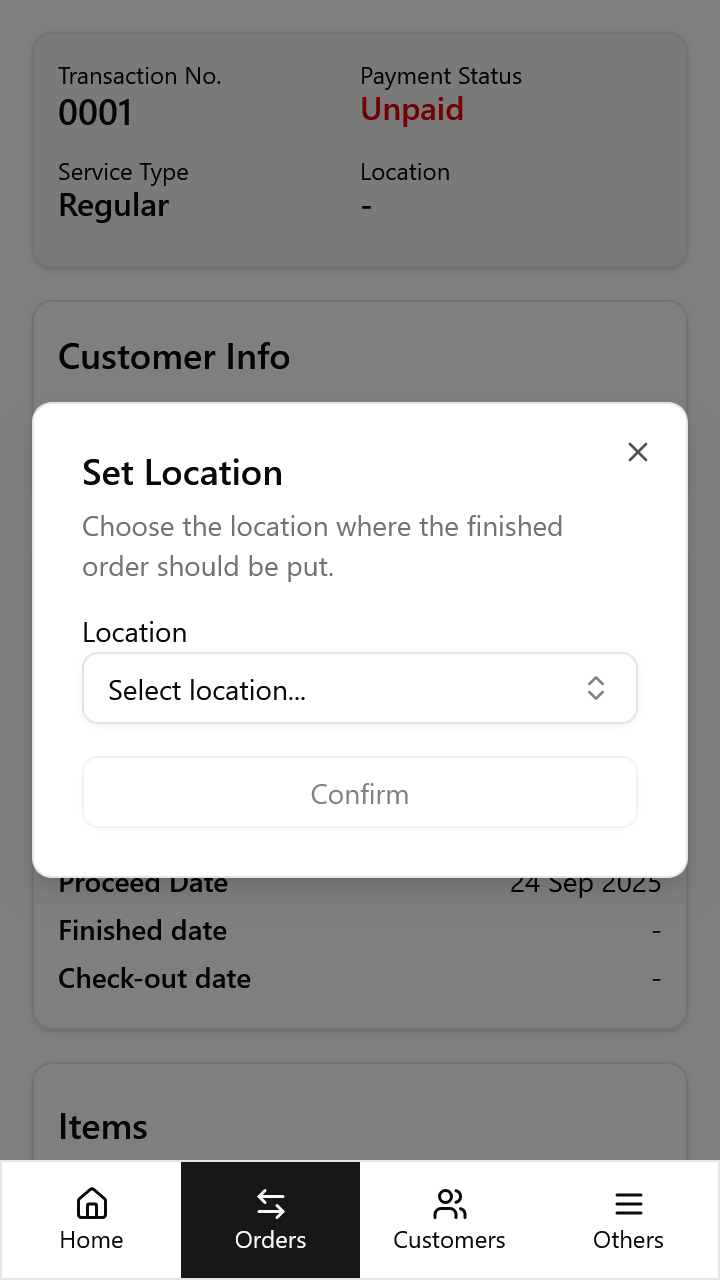 Transaction No.
0001
Payment Status
Unpaid
Service Type
Regular
Location
-
Customer Info
Set Location
Choose the location where the finished
order should be put.
Location
Select location...
Confirm
Proceed Date 24 Sep 2025
Finished date -
Check-out date -
Items
Home Orders Customers Others